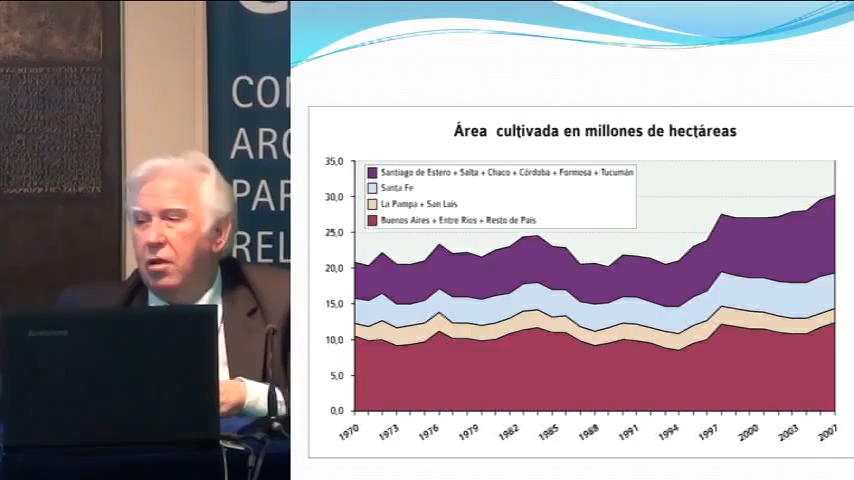 CO
ARG
PAR
REL
Área cultivada en millones de hectáreas
35,0
30,0
25,0
20,0
15,0
10,0
5,0
0,0
Santiago de Estero + Salta + Chaco + Córdoba + Formosa + Tucumán
Santa Fe
La Pampa + San Luis
Buenos Aires + Entre Ríos + Resto de País
1970
1973
1976
1979
1982
1985
1988
1991
1994
1997
2000
2003
2007